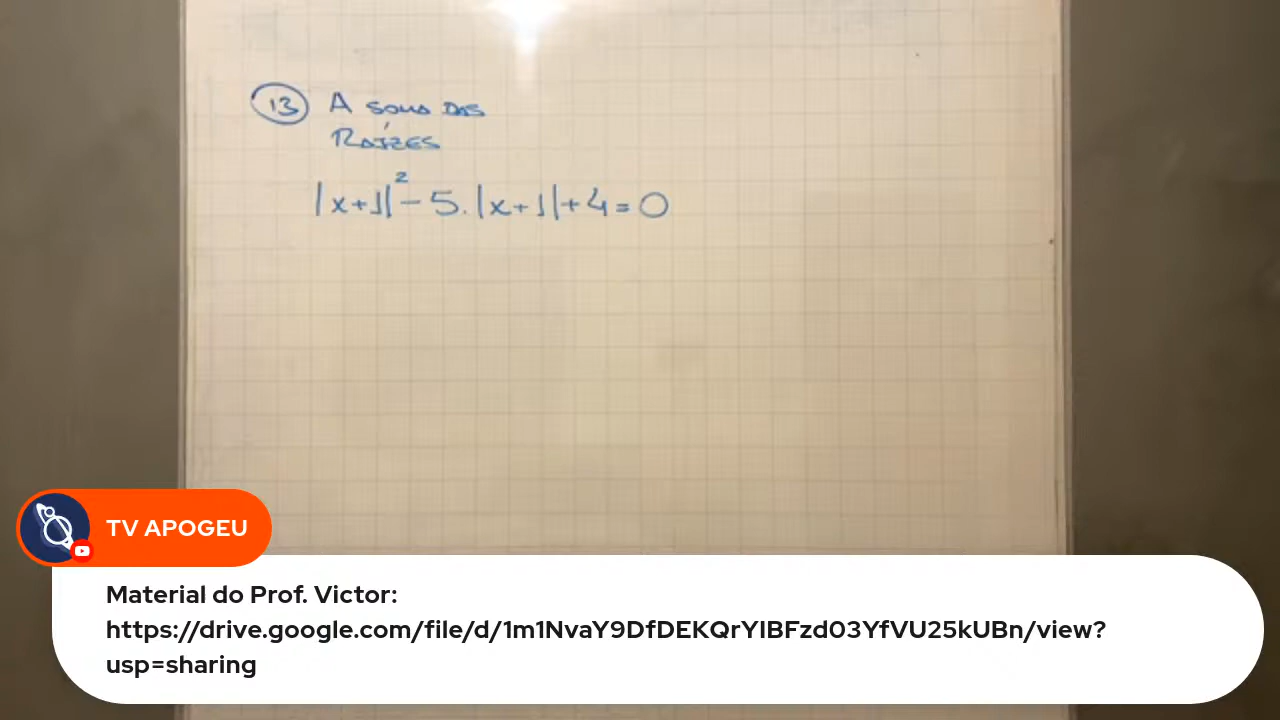 13 A SOMA DAS
RAÍZES
|x+1|² - 5.|x+1| + 4 = 0
TV APOGEU
Material do Prof. Victor:
https://drive.google.com/file/d/1m1NvaY9DfDEKQrYIBFzd03YfVU25kUBn/view?
usp=sharing